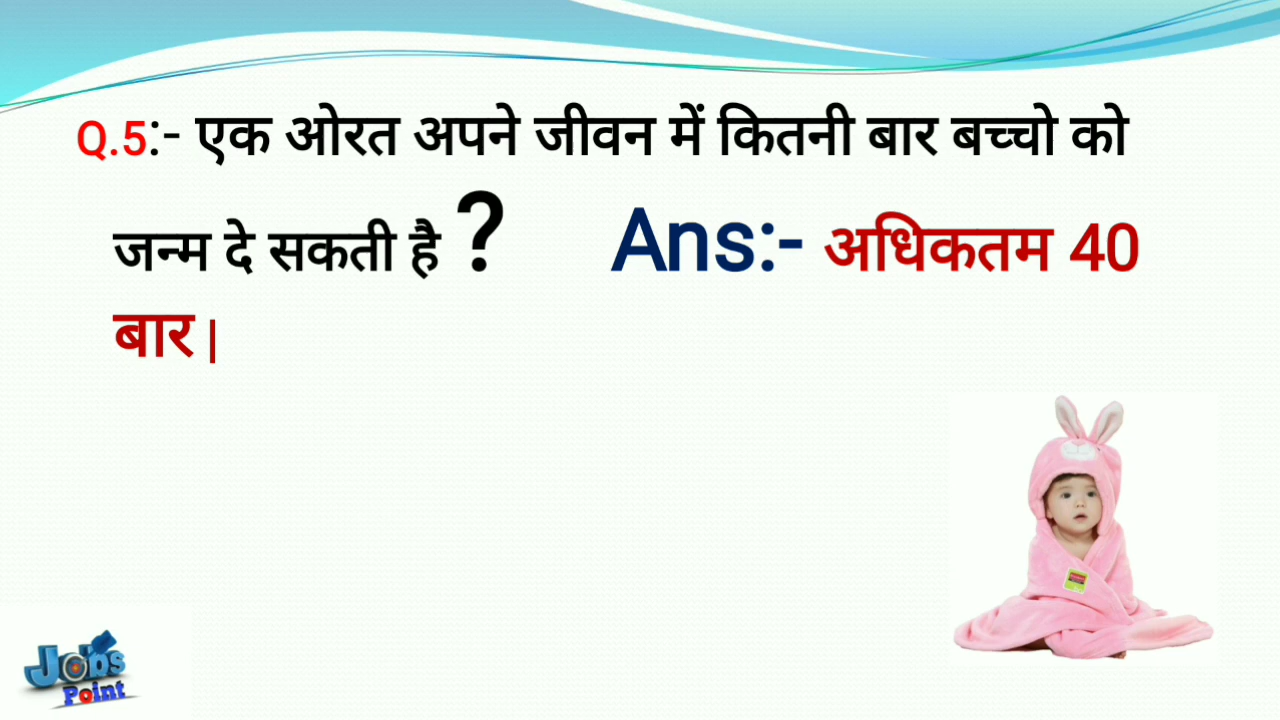 Q.5:- एक ओरत अपने जीवन में कितनी बार बच्चो को
जन्म दे सकती है ? Ans:- अधिकतम 40
बार |
Jobs
Point